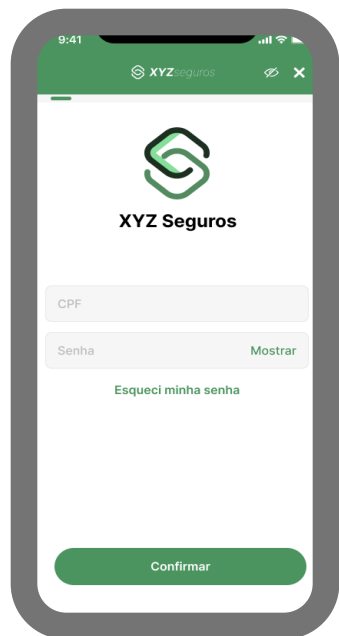 9:41
XYZseguros
XYZ Seguros
CPF
Senha Mostrar
Esqueci minha senha
Confirmar